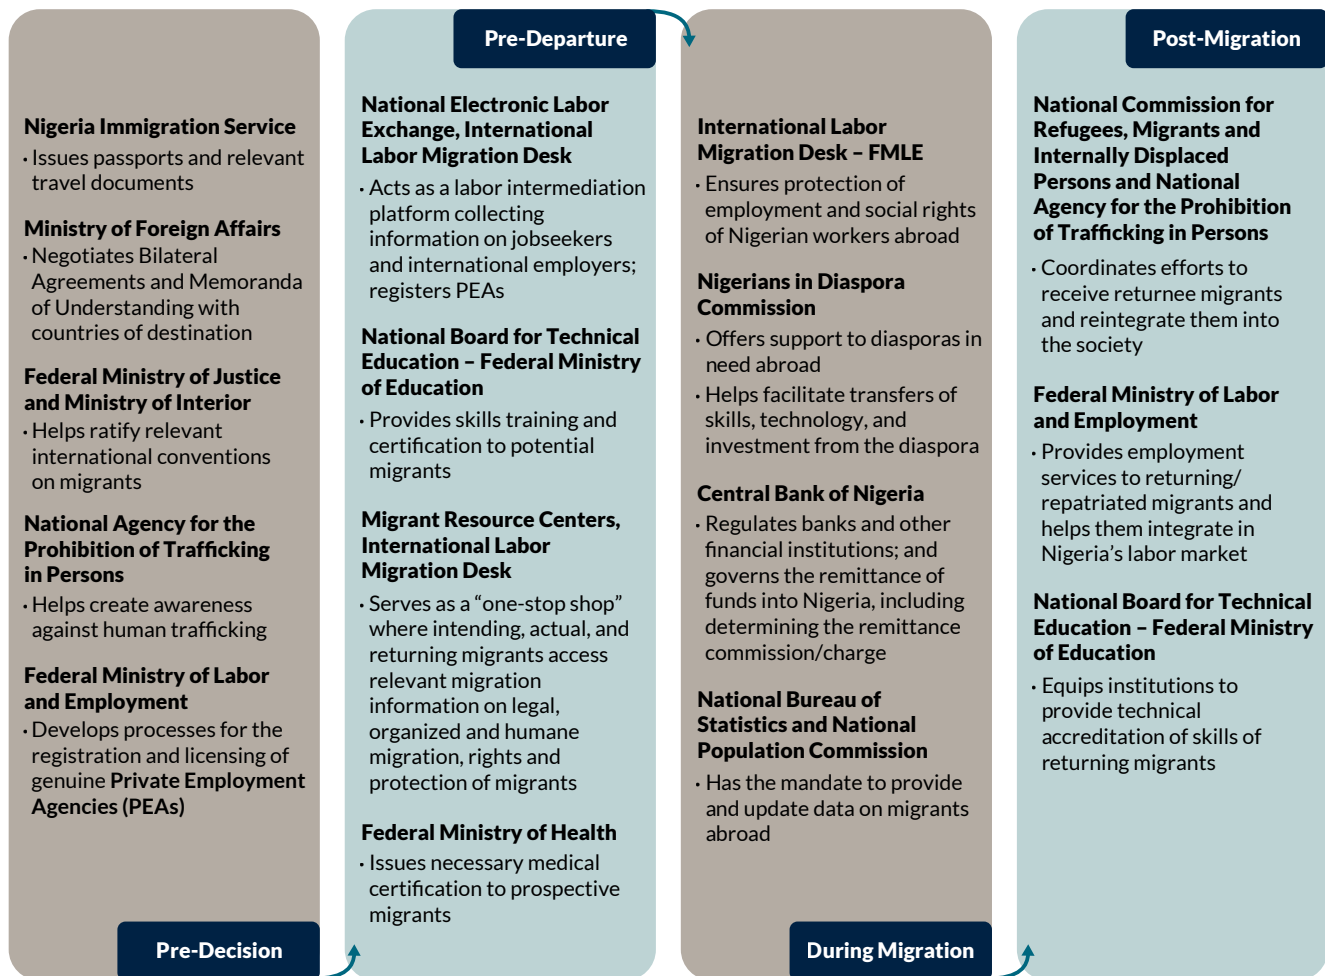 Nigeria Immigration Service
· Issues passports and relevant
travel documents
Ministry of Foreign Affairs
· Negotiates Bilateral
Agreements and Memoranda
of Understanding with
countries of destination
Federal Ministry of Justice
and Ministry of Interior
· Helps ratify relevant
international conventions
on migrants
National Agency for the
Prohibition of Trafficking
in Persons
· Helps create awareness
against human trafficking
Federal Ministry of Labor
and Employment
· Develops processes for the
registration and licensing of
genuine Private Employment
Agencies (PEAs)
Pre-Decision
Pre-Departure
National Electronic Labor
Exchange, International
Labor Migration Desk
· Acts as a labor intermediation
platform collecting
information on jobseekers
and international employers;
registers PEAs
National Board for Technical
Education – Federal Ministry
of Education
· Provides skills training and
certification to potential
migrants
Migrant Resource Centers,
International Labor
Migration Desk
· Serves as a “one-stop shop”
where intending, actual, and
returning migrants access
relevant migration
information on legal,
organized and humane
migration, rights and
protection of migrants
Federal Ministry of Health
· Issues necessary medical
certification to prospective
migrants
International Labor
Migration Desk – FMLE
· Ensures protection of
employment and social rights
of Nigerian workers abroad
Nigerians in Diaspora
Commission
· Offers support to diasporas in
need abroad
· Helps facilitate transfers of
skills, technology, and
investment from the diaspora
Central Bank of Nigeria
· Regulates banks and other
financial institutions; and
governs the remittance of
funds into Nigeria, including
determining the remittance
commission/charge
National Bureau of
Statistics and National
Population Commission
· Has the mandate to provide
and update data on migrants
abroad
During Migration
Post-Migration
National Commission for
Refugees, Migrants and
Internally Displaced
Persons and National
Agency for the Prohibition
of Trafficking in Persons
· Coordinates efforts to
receive returnee migrants
and reintegrate them into
the society
Federal Ministry of Labor
and Employment
· Provides employment
services to returning/
repatriated migrants and
helps them integrate in
Nigeria’s labor market
National Board for Technical
Education – Federal Ministry
of Education
· Equips institutions to
provide technical
accreditation of skills of
returning migrants